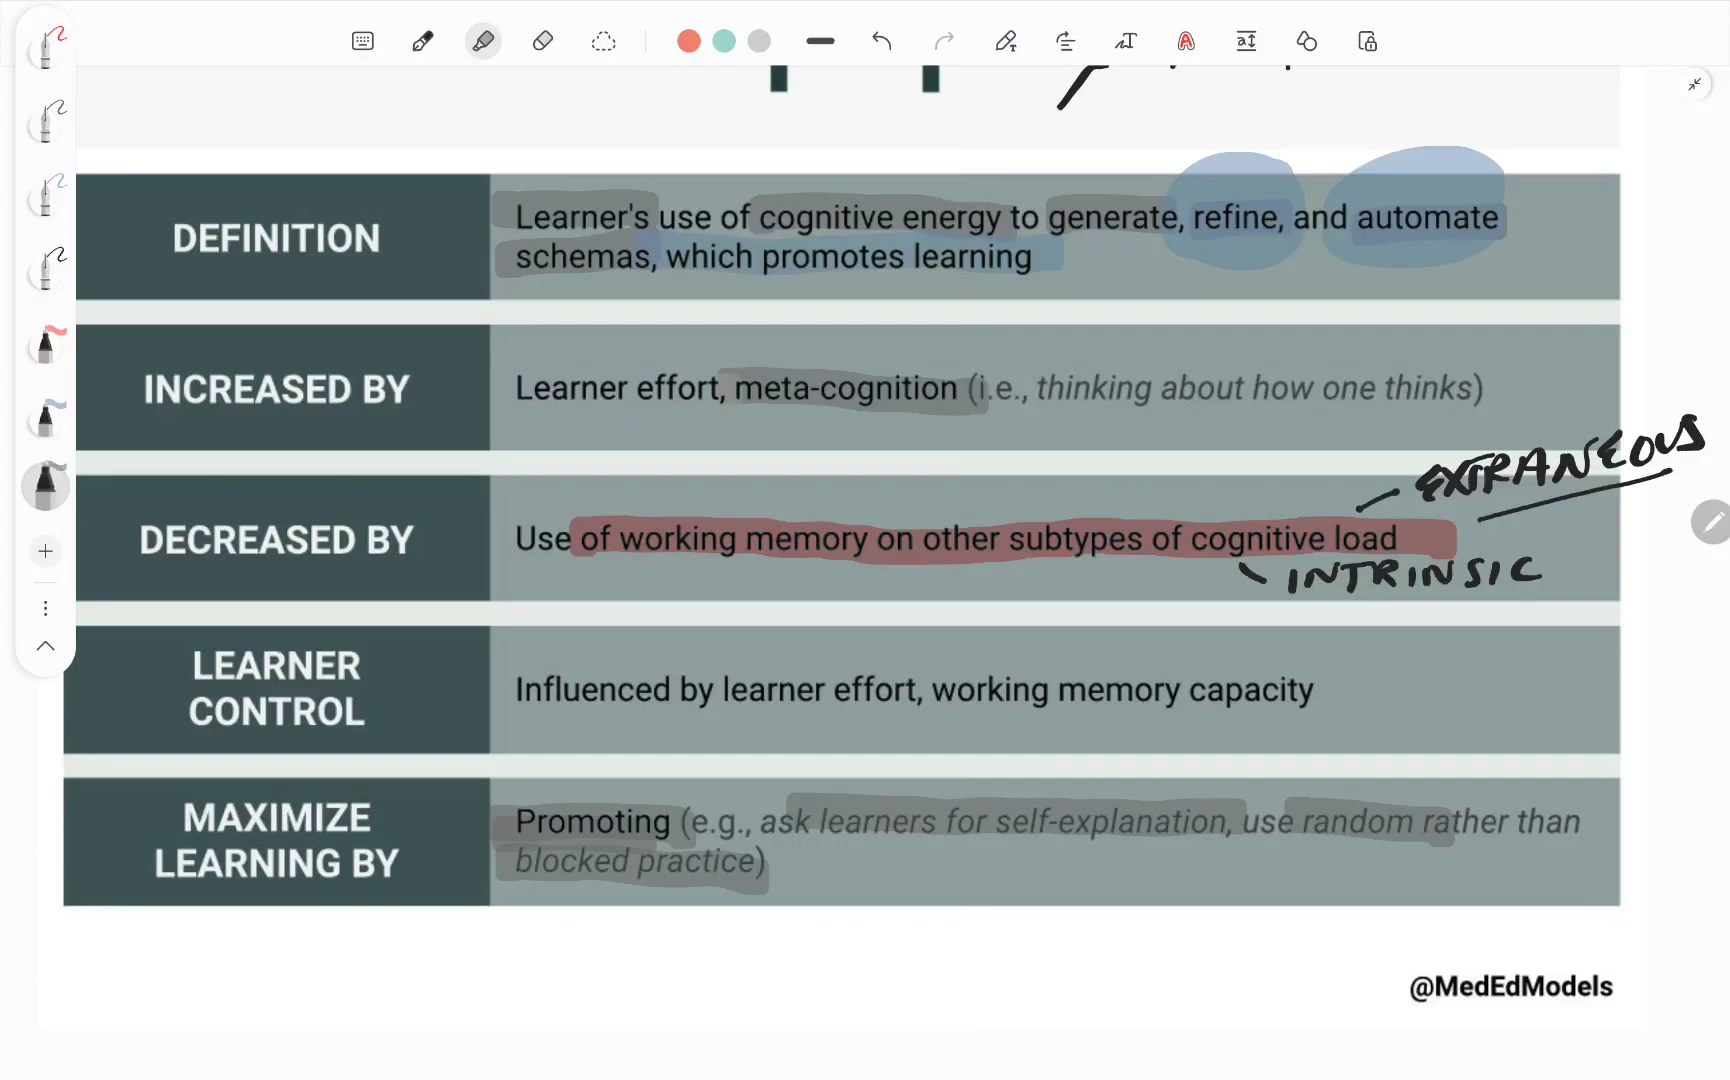 DEFINITION
Learner's use of cognitive energy to generate, refine, and automate
schemas, which promotes learning
INCREASED BY
Learner effort, meta-cognition (i.e., thinking about how one thinks)
DECREASED BY
Use of working memory on other subtypes of cognitive load
EXTRANEOUS
INTRINSIC
LEARNER
CONTROL
Influenced by learner effort, working memory capacity
MAXIMIZE
LEARNING BY
Promoting (e.g., ask learners for self-explanation, use random rather than
blocked practice)
@MedEdModels